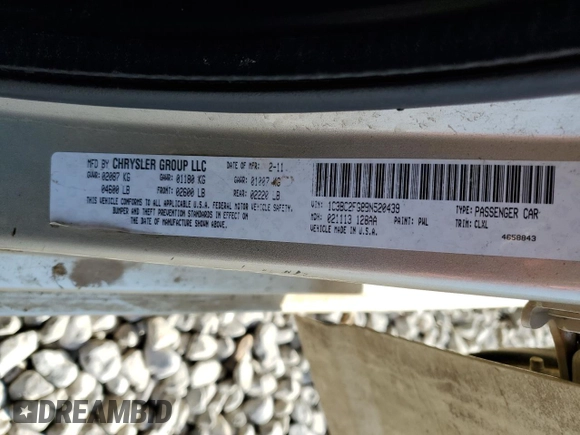 MFD BY CHRYSLER GROUP LLC
DATE OF MFR: 2-11
GVWR: 02087 KG
GAWR: 01180 KG
GAWR: 01007 KG
04600 LB
FRONT: 02600 LB
REAR: 02220 LB
THIS VEHICLE CONFORMS TO ALL U.S.A. FEDERAL MOTOR VEHICLE SAFETY,
BUMPER AND THEFT PREVENTION STANDARDS IN EFFECT ON
THE DATE OF MANUFACTURE SHOWN ABOVE.
VIN:
TYPE: PASSENGER CAR
MDH: 021113 128AA
PAINT: PWL
TRIM: CLXL
VEHICLE MADE IN U.S.A.
4658843
DREAMBID